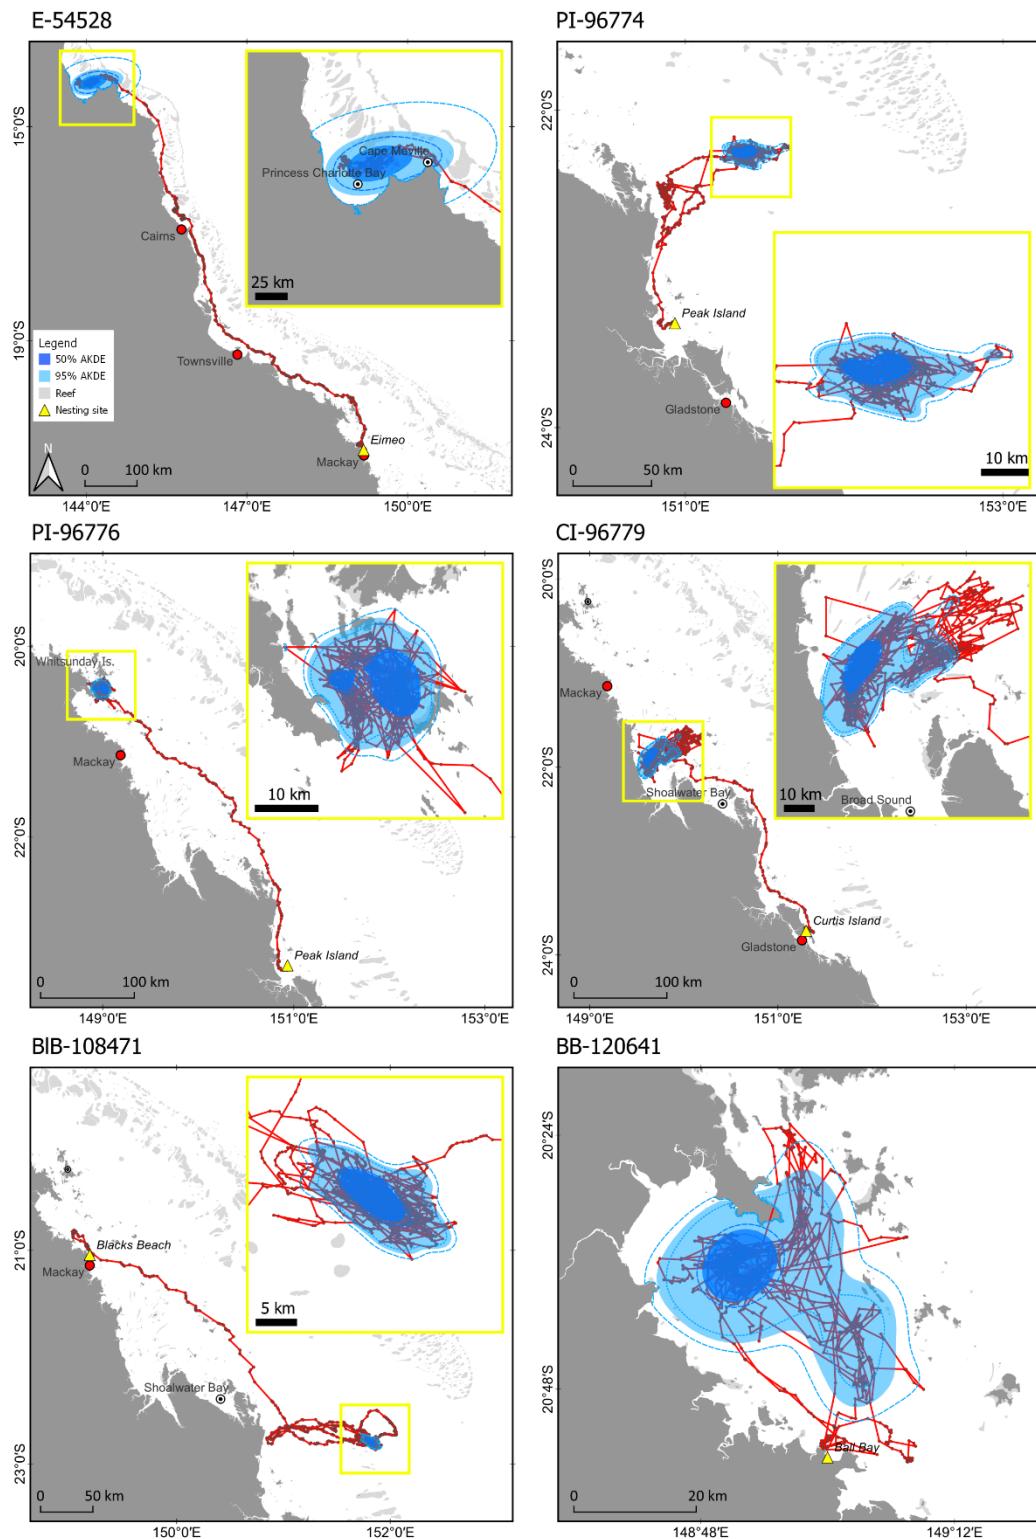 E-54528
15°0'S
19°0'S
144°0'E
147°0'E
150°0'E
Cairns
Townsville
Eimeo
Mackay
Legend
50% AKDE
95% AKDE
Reef
Nesting site
N
0 100 km
Cape Meville
Princess Charlotte Bay
25 km
PI-96774
22°0'S
24°0'S
151°0'E
153°0'E
Peak Island
Gladstone
0 50 km
10 km
PI-96776
20°0'S
22°0'S
149°0'E
151°0'E
153°0'E
Whitsunday Is.
Mackay
Peak Island
0 100 km
10 km
CI-96779
20°0'S
22°0'S
24°0'S
149°0'E
151°0'E
153°0'E
Mackay
Shoalwater Bay
Curtis Island
Gladstone
0 100 km
Broad Sound
10 km
BlB-108471
21°0'S
23°0'S
150°0'E
152°0'E
Blacks Beach
Mackay
Shoalwater Bay
0 50 km
5 km
BB-120641
20°24'S
20°48'S
148°48'E
149°12'E
Ball Bay
0 20 km